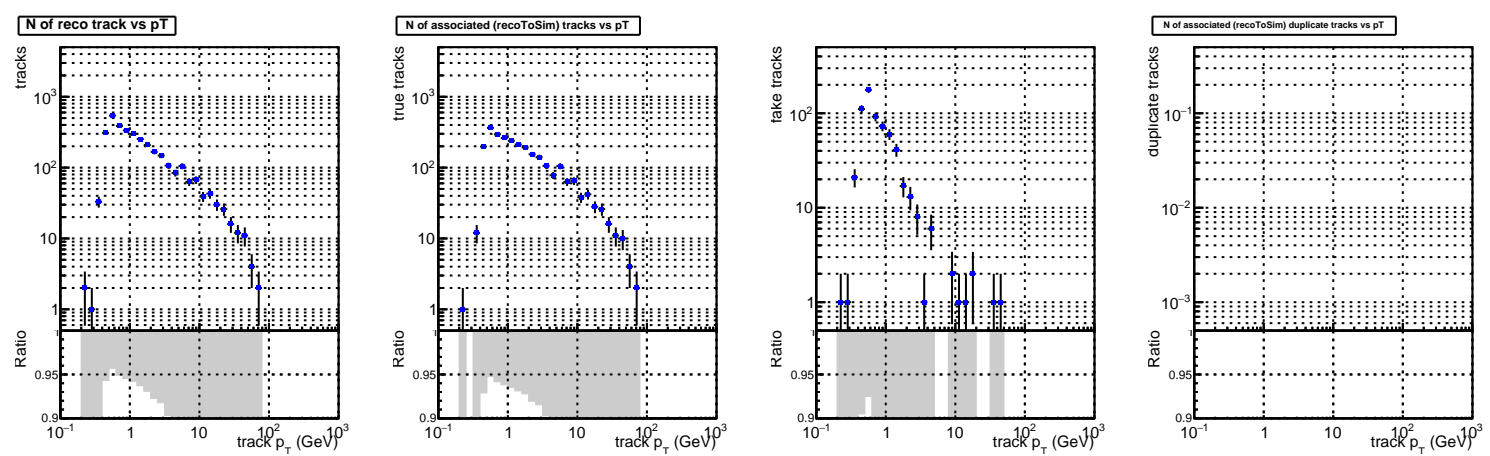 N of reco track vs pT
tracks
10³
10²
10
1
Ratio
1
0.95
0.9
10⁻¹ 1 10 10² 10³
track p_T (GeV)
N of associated (recoToSim) tracks vs pT
true tracks
10³
10²
10
1
Ratio
1
0.95
0.9
10⁻¹ 1 10 10² 10³
track p_T (GeV)
fake tracks
10²
10
1
Ratio
1
0.95
0.9
10⁻¹ 1 10 10² 10³
track p_T (GeV)
N of associated (recoToSim) duplicate tracks vs pT
duplicate tracks
10⁻¹
10⁻²
10⁻³
Ratio
1
0.95
0.9
10⁻¹ 1 10 10² 10³
track p_T (GeV)